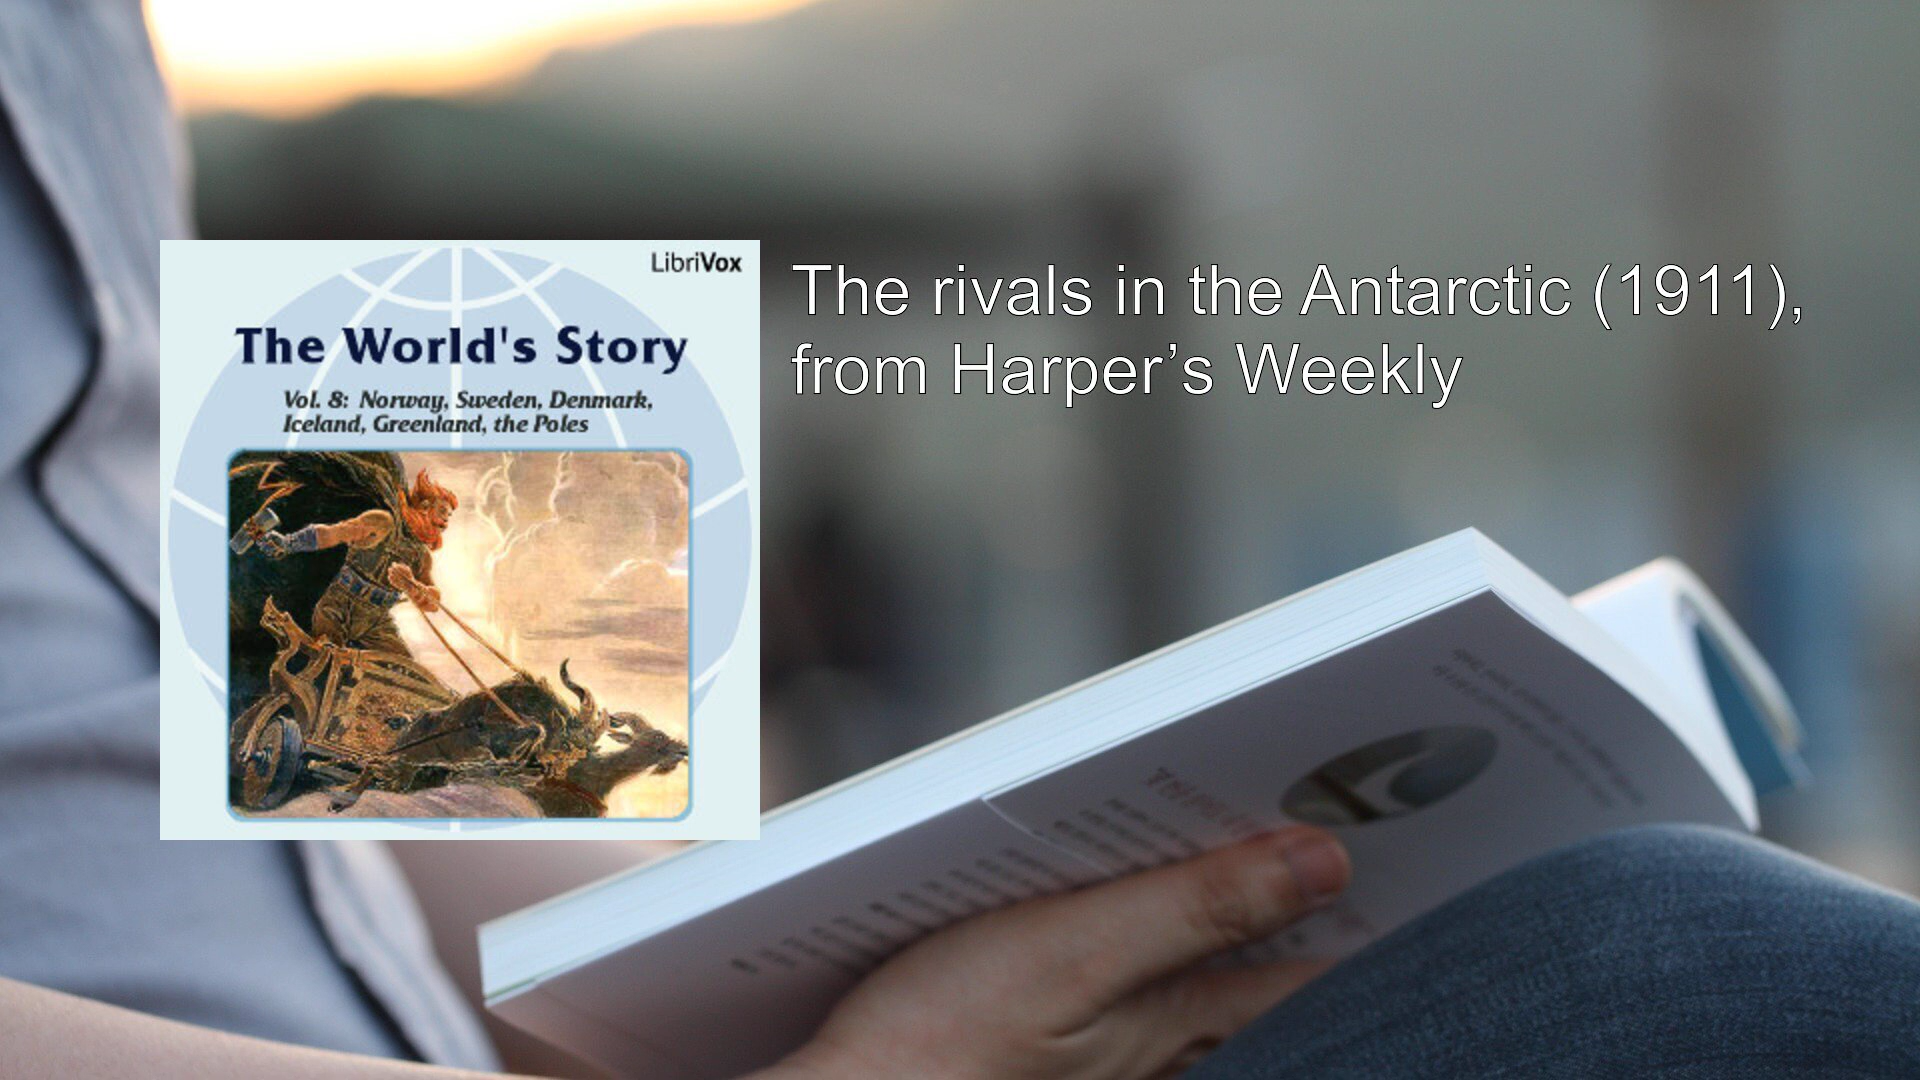 LibriVox
The World's Story
Vol. 8: Norway, Sweden, Denmark,
Iceland, Greenland, the Poles
The rivals in the Antarctic (1911),
from Harper’s Weekly